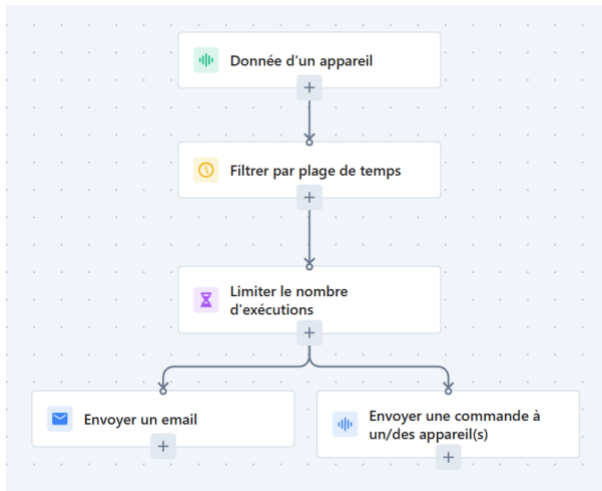 Donnée d'un appareil
Filtrer par plage de temps
Limiter le nombre
d'exécutions
Envoyer un email
Envoyer une commande à
un/des appareil(s)